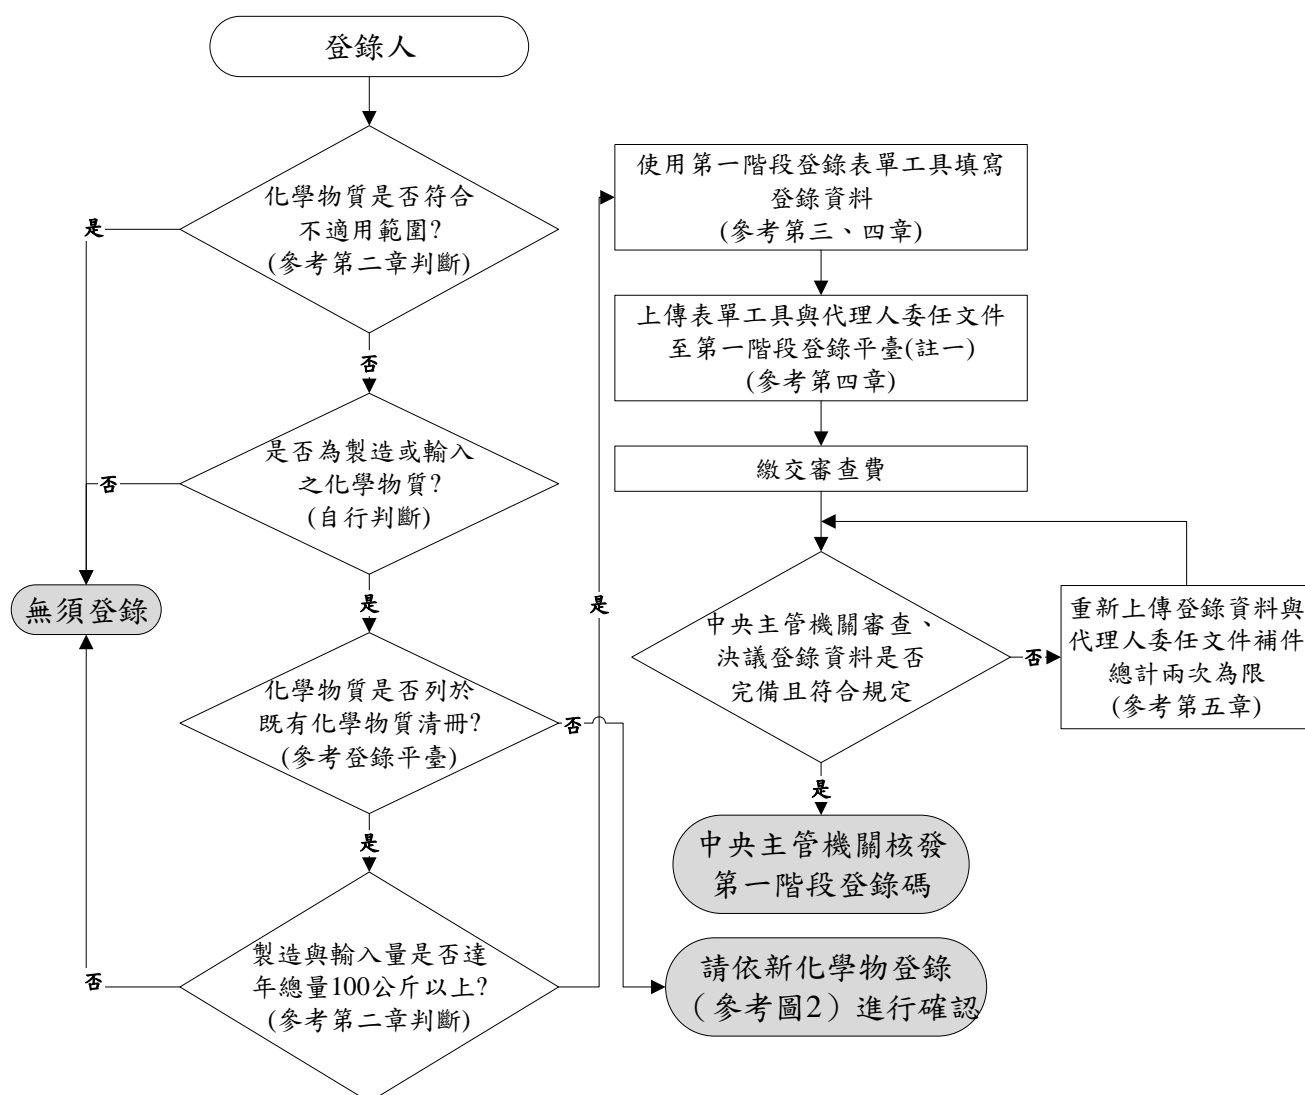 登錄人
化學物質是否符合
不適用範圍?
(參考第二章判斷)
是
否
是否為製造或輸入
之化學物質?
(自行判斷)
否
是
無須登錄
化學物質是否列於
既有化學物質清冊?
(參考登錄平臺)
否
是
製造與輸入量是否達
年總量100公斤以上?
(參考第二章判斷)
否
是
使用第一階段登錄表單工具填寫
登錄資料
(參考第三、四章)
上傳表單工具與代理人委任文件
至第一階段登錄平臺(註一)
(參考第四章)
繳交審查費
中央主管機關審查、
決議登錄資料是否
完備且符合規定
否
重新上傳登錄資料與
代理人委任文件補件
總計兩次為限
(參考第五章)
是
中央主管機關核發
第一階段登錄碼
請依新化學物登錄
（參考圖2）進行確認